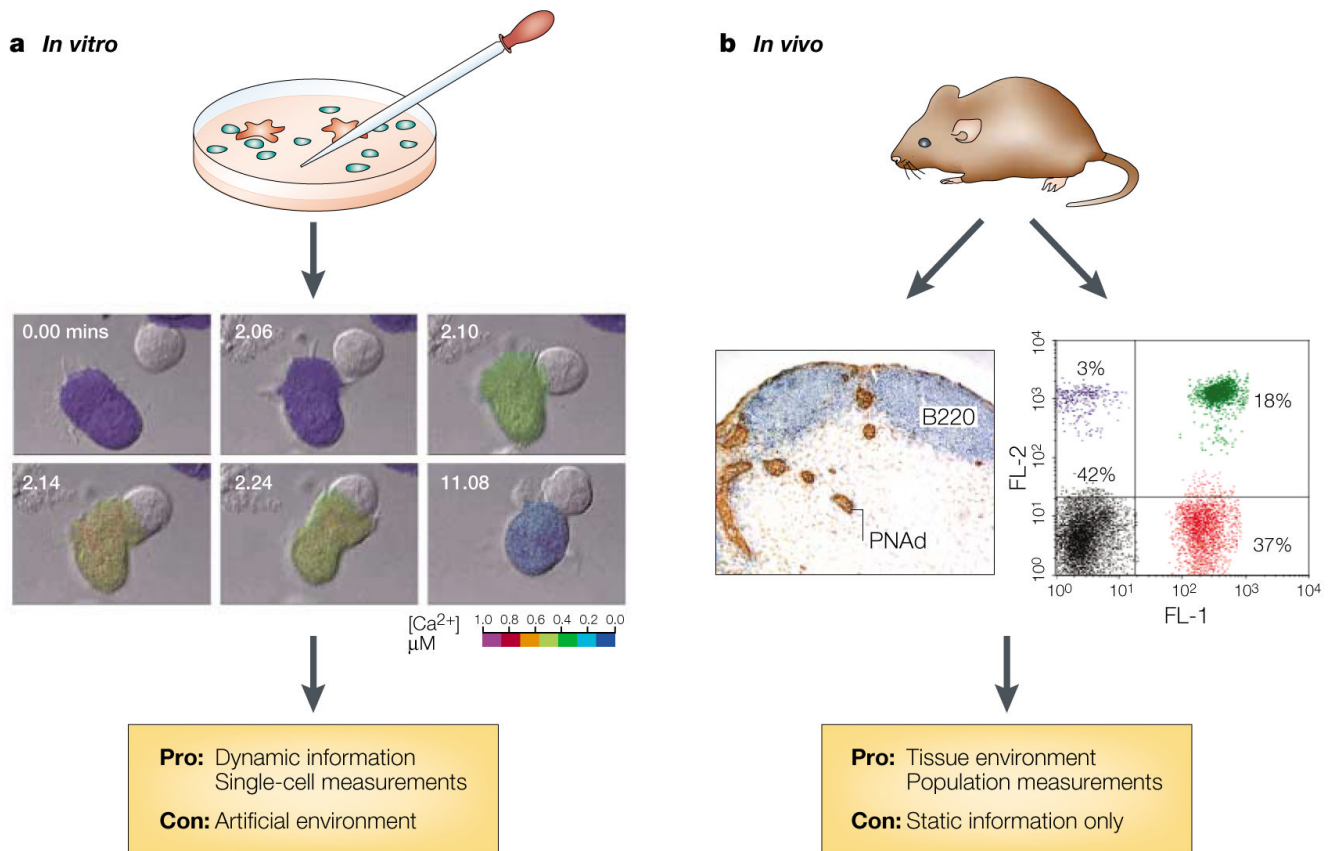 a In vitro
b In vivo
0.00 mins
2.06
2.10
2.14
2.24
11.08
[Ca2+]
µM
1.0 0.8 0.6 0.4 0.2 0.0
Pro: Dynamic information
Single-cell measurements
Con: Artificial environment
B220
PNAd
FL-2
10⁴
10³
10²
10¹
10⁰
3%
18%
42%
37%
10⁰ 10¹ 10² 10³ 10⁴
FL-1
Pro: Tissue environment
Population measurements
Con: Static information only